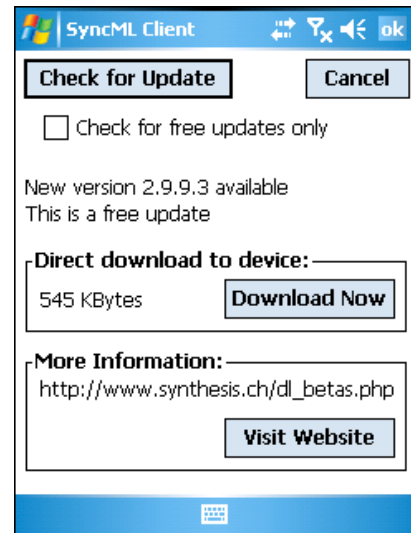 SyncML Client
ok
Check for Update
Cancel
Check for free updates only
New version 2.9.9.3 available
This is a free update
Direct download to device:
545 KBytes
Download Now
More Information:
http://www.synthesis.ch/dl_betas.php
Visit Website